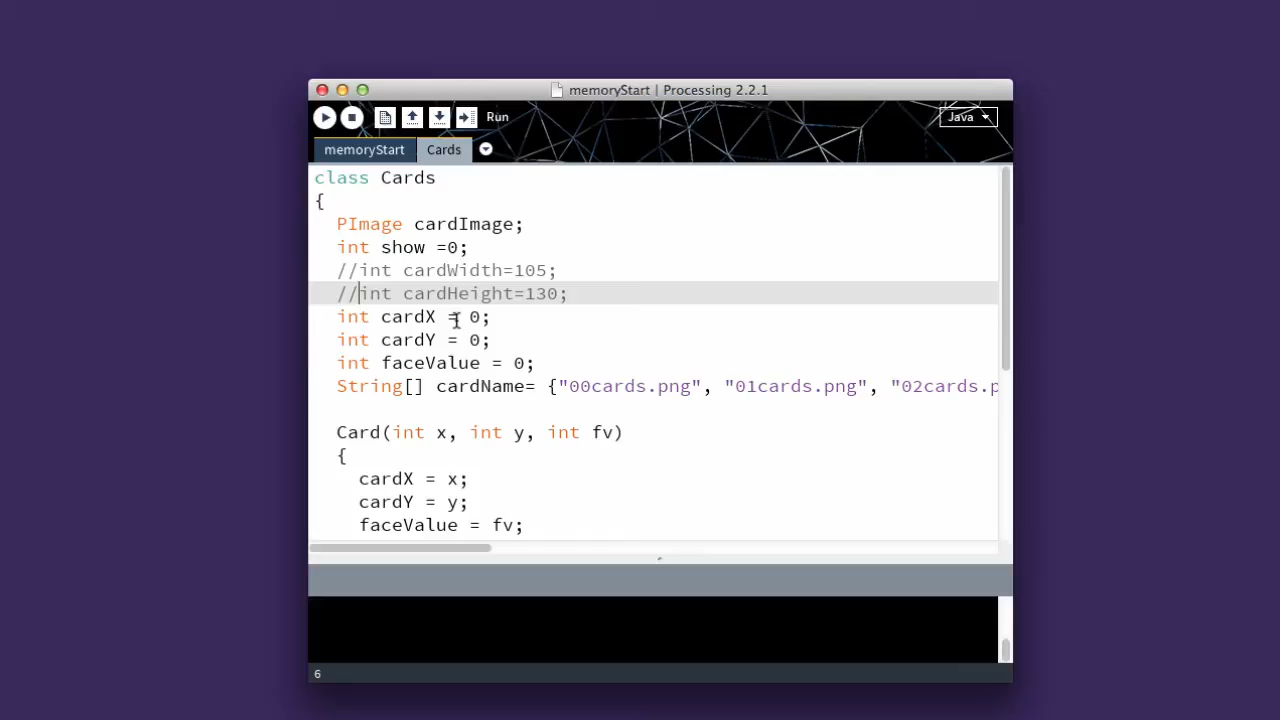 memoryStart | Processing 2.2.1
Run
Java
memoryStart Cards
class Cards
{
PImage cardImage;
int show =0;
//int cardWidth=105;
//int cardHeight=130;
int cardX = 0;
int cardY = 0;
int faceValue = 0;
String[] cardName= {"00cards.png", "01cards.png", "02cards.p
Card(int x, int y, int fv)
{
cardX = x;
cardY = y;
faceValue = fv;
6